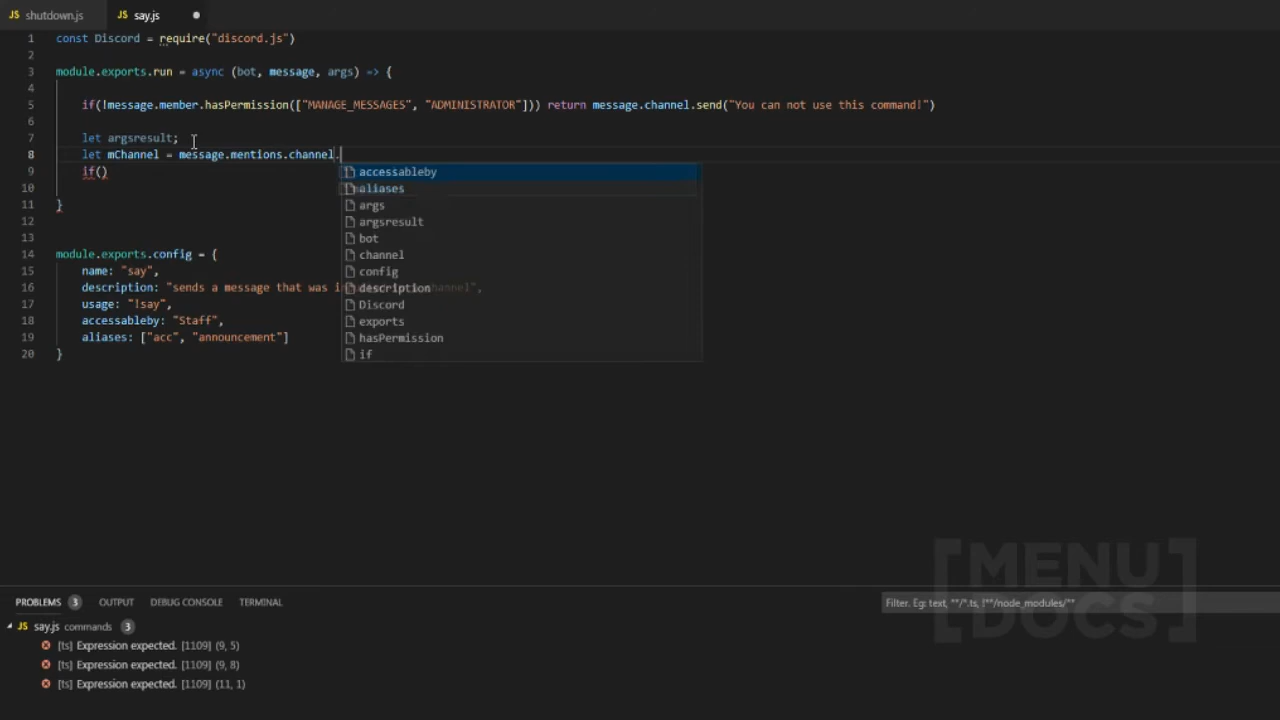 JS shutdown.js
JS say.js
1 const Discord = require("discord.js")
2
3 module.exports.run = async (bot, message, args) => {
4
5 if(!message.member.hasPermission(["MANAGE_MESSAGES", "ADMINISTRATOR"])) return message.channel.send("You can not use this command!")
6
7 let argsresult;
8 let mChannel = message.mentions.channel.
9 if()
10
11 }
12
13
14 module.exports.config = {
15 name: "say",
16 description: "sends a message that was in channel",
17 usage: "!say",
18 accessableby: "Staff",
19 aliases: ["acc", "announcement"]
20 }
accessableby
aliases
args
argsresult
bot
channel
config
description
Discord
exports
hasPermission
if
PROBLEMS 3 OUTPUT DEBUG CONSOLE TERMINAL
Filter. Eg: text, **/*.ts, !**/node_modules/**
JS say.js commands 3
[ts] Expression expected. [1109] (9, 5)
[ts] Expression expected. [1109] (9, 8)
[ts] Expression expected. [1109] (11, 1)
[MENU
DOCS]